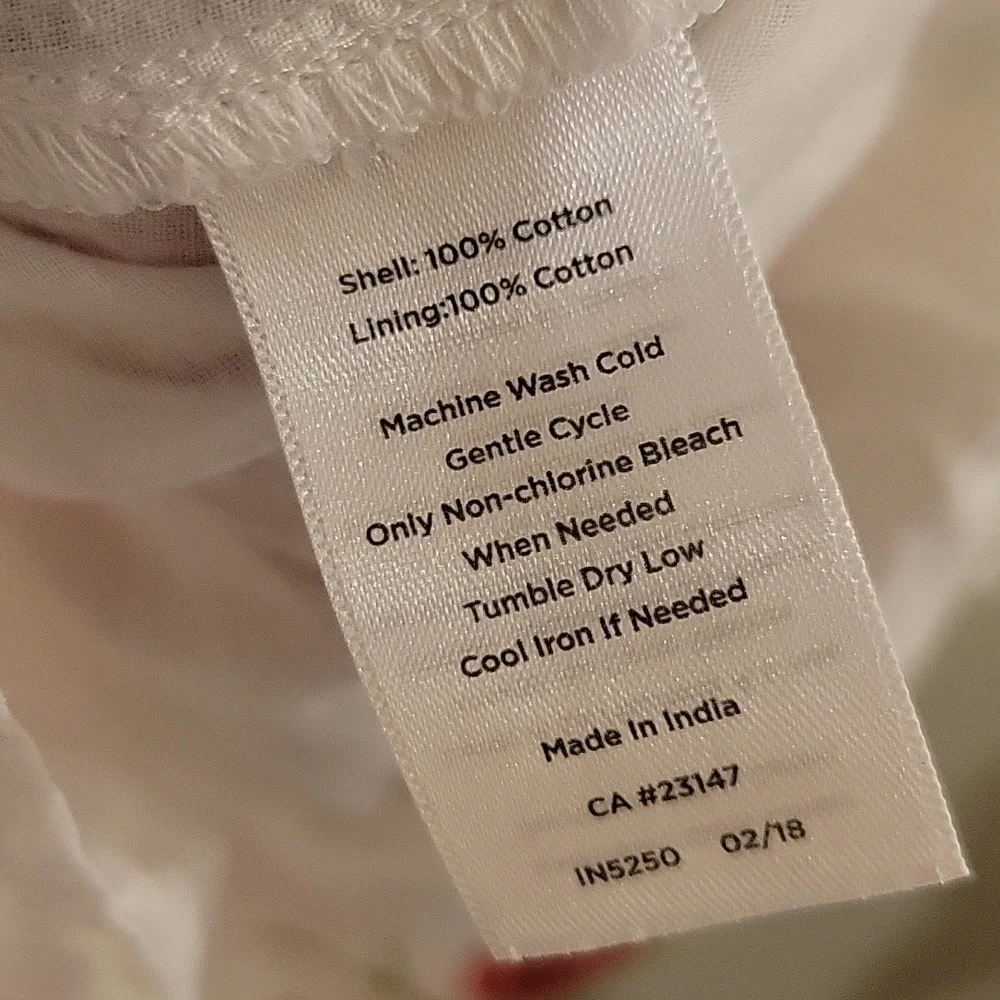 Shell: 100% Cotton
Lining:100% Cotton
Machine Wash Cold
Gentle Cycle
Only Non-chlorine Bleach
When Needed
Tumble Dry Low
Cool Iron If Needed
Made In India
CA #23147
IN5250 02/18